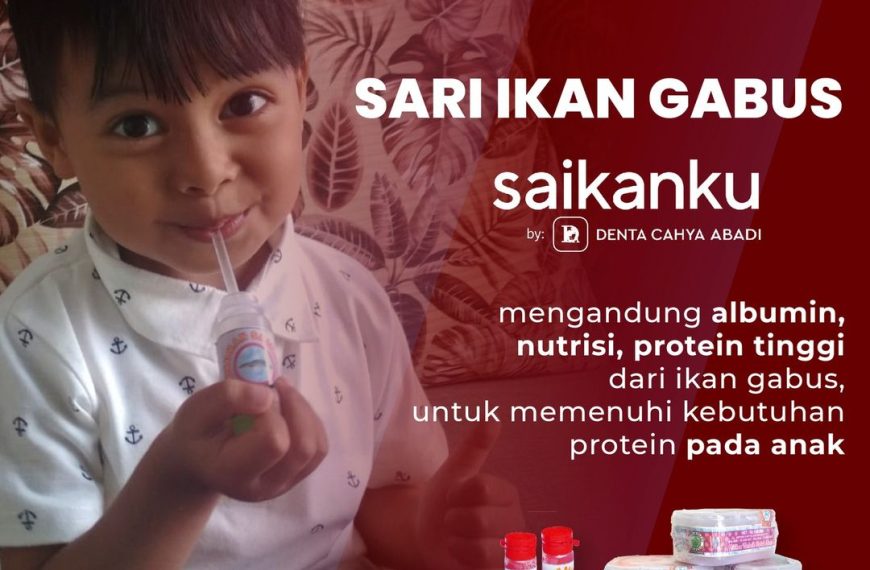 SARI IKAN GABUS
saikanku
by: DENTA CAHYA ABADI
mengandung albumin,
nutrisi, protein tinggi
dari ikan gabus,
untuk memenuhi kebutuhan
protein pada anak